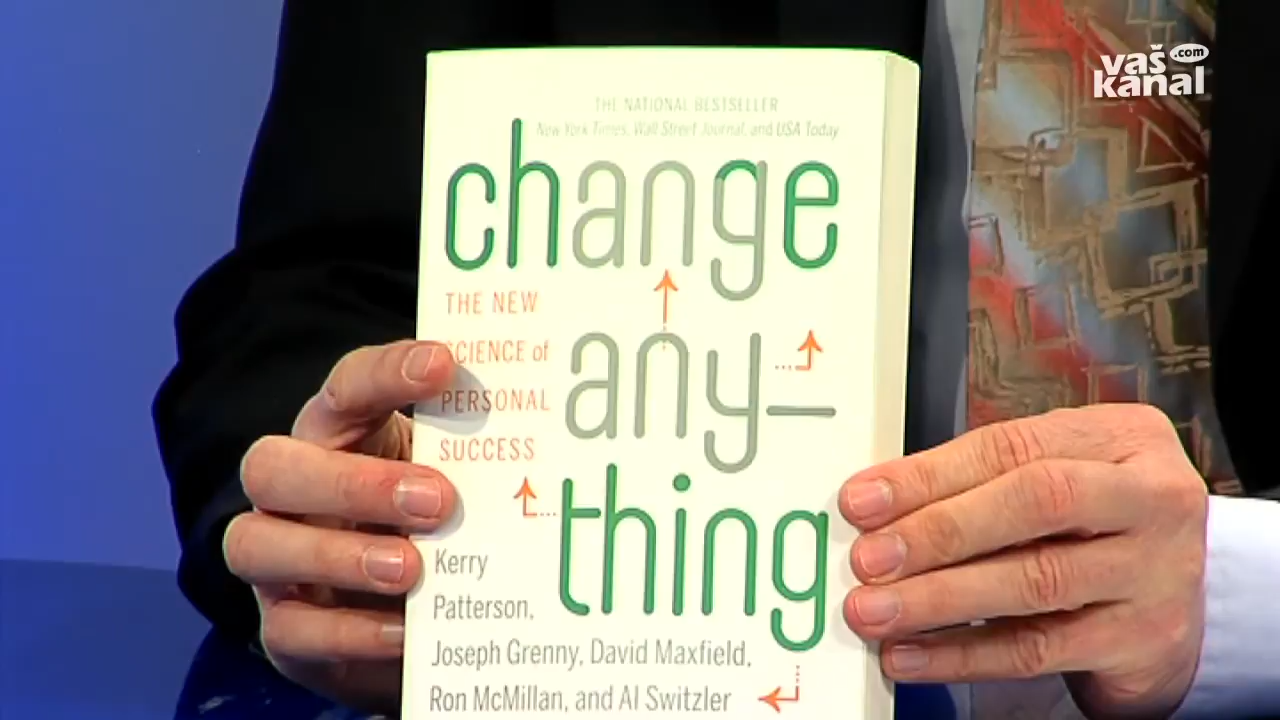 vaš .com
kanal
THE NATIONAL BESTSELLER
New York Times, Wall Street Journal, and USA Today
change
any—
thing
THE NEW
SCIENCE of
PERSONAL
SUCCESS
Kerry
Patterson,
Joseph Grenny, David Maxfield,
Ron McMillan, and Al Switzler